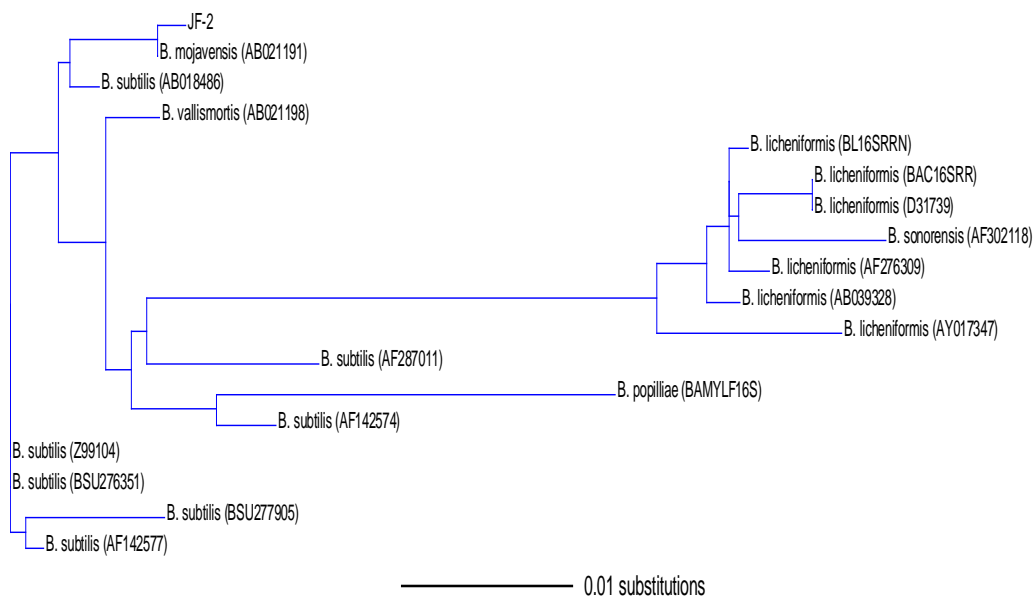 JF-2
B. mojavensis (AB021191)
B. subtilis (AB018486)
B. vallismortis (AB021198)
B. licheniformis (BL16SRRN)
B. licheniformis (BAC16SRR)
B. licheniformis (D31739)
B. sonorensis (AF302118)
B. licheniformis (AF276309)
B. licheniformis (AB039328)
B. licheniformis (AY017347)
B. subtilis (AF287011)
B. popilliae (BAMYLF16S)
B. subtilis (AF142574)
B. subtilis (Z99104)
B. subtilis (BSU276351)
B. subtilis (BSU277905)
B. subtilis (AF142577)
0.01 substitutions